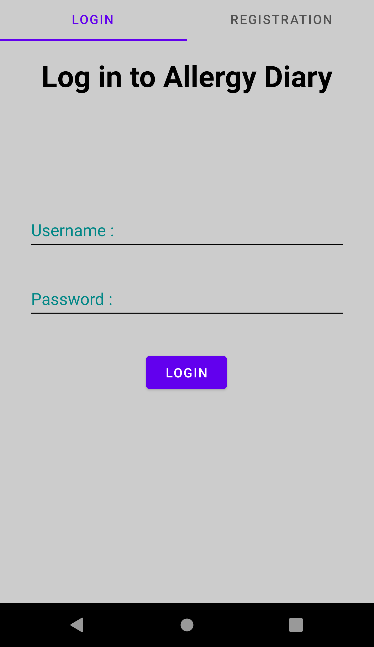 LOGIN
REGISTRATION
Log in to Allergy Diary
Username :
Password :
LOGIN